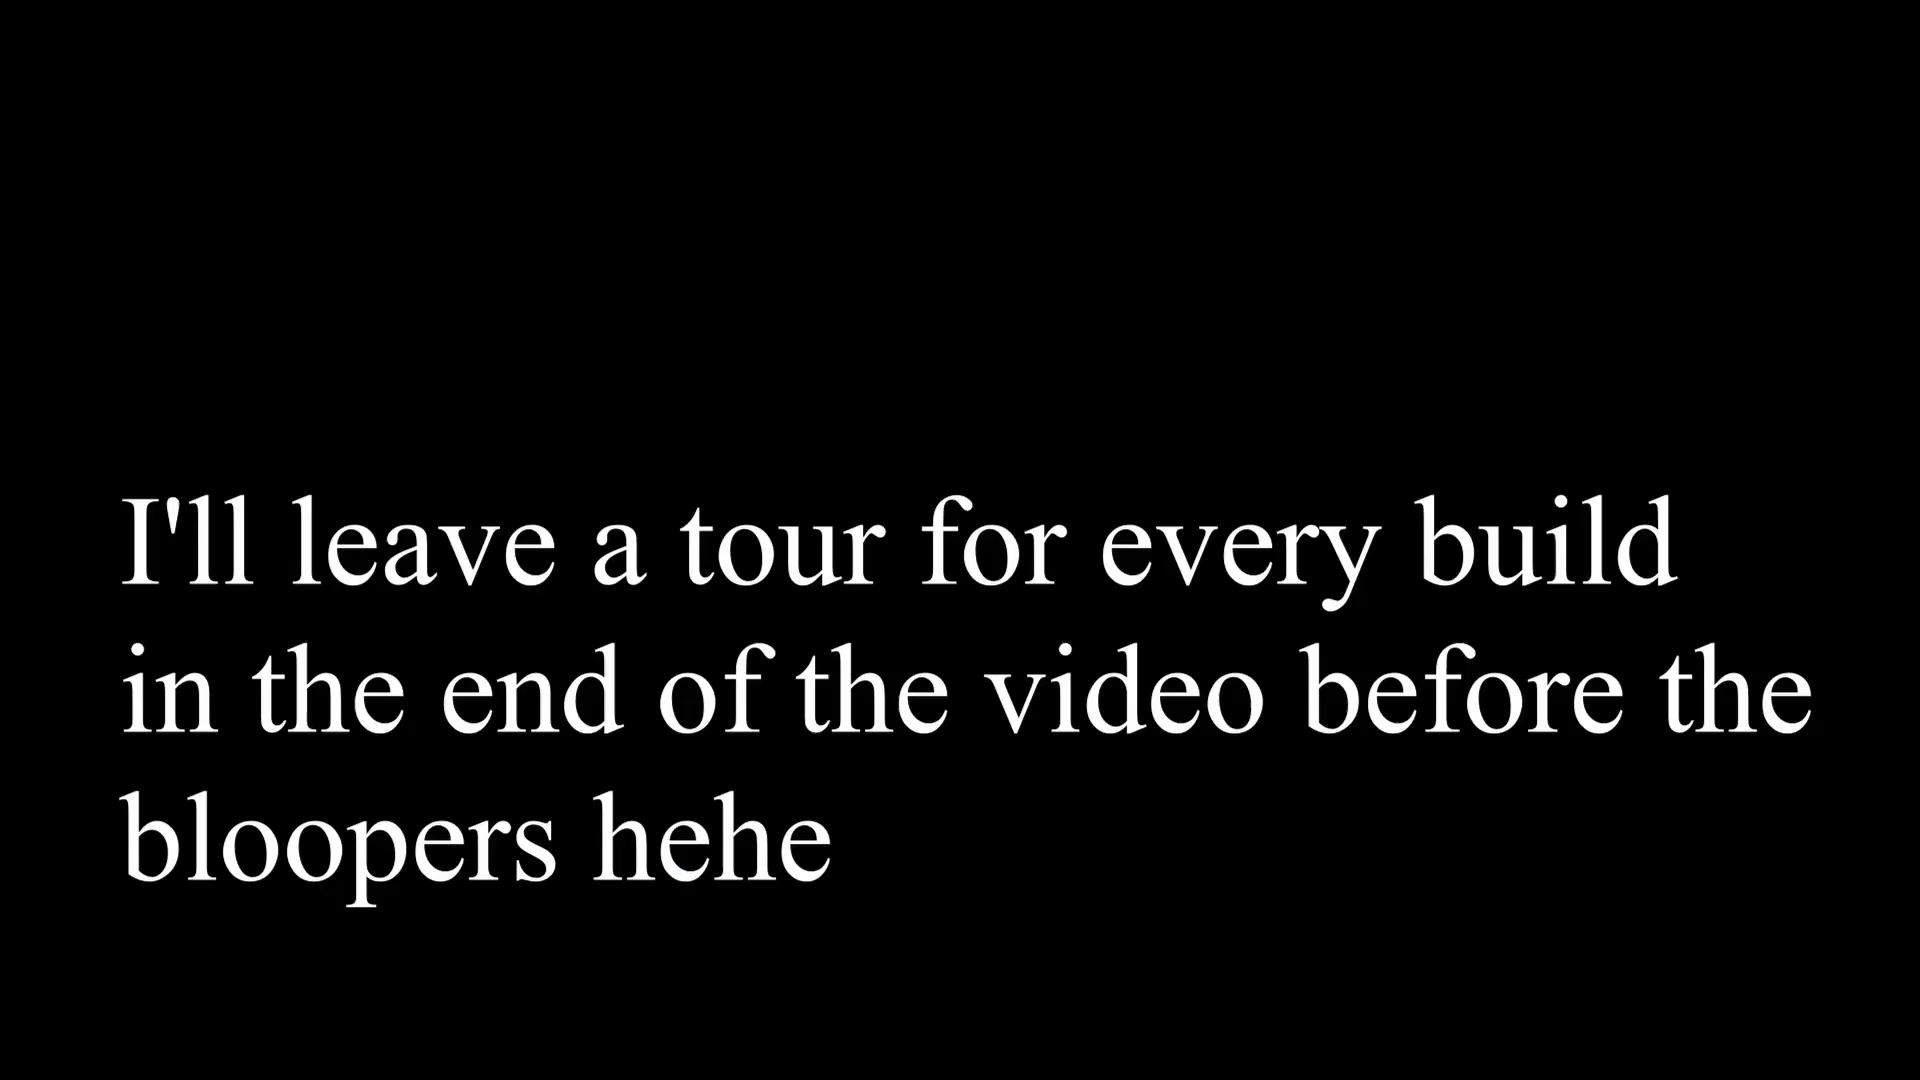 I'll leave a tour for every build
in the end of the video before the
bloopers hehe